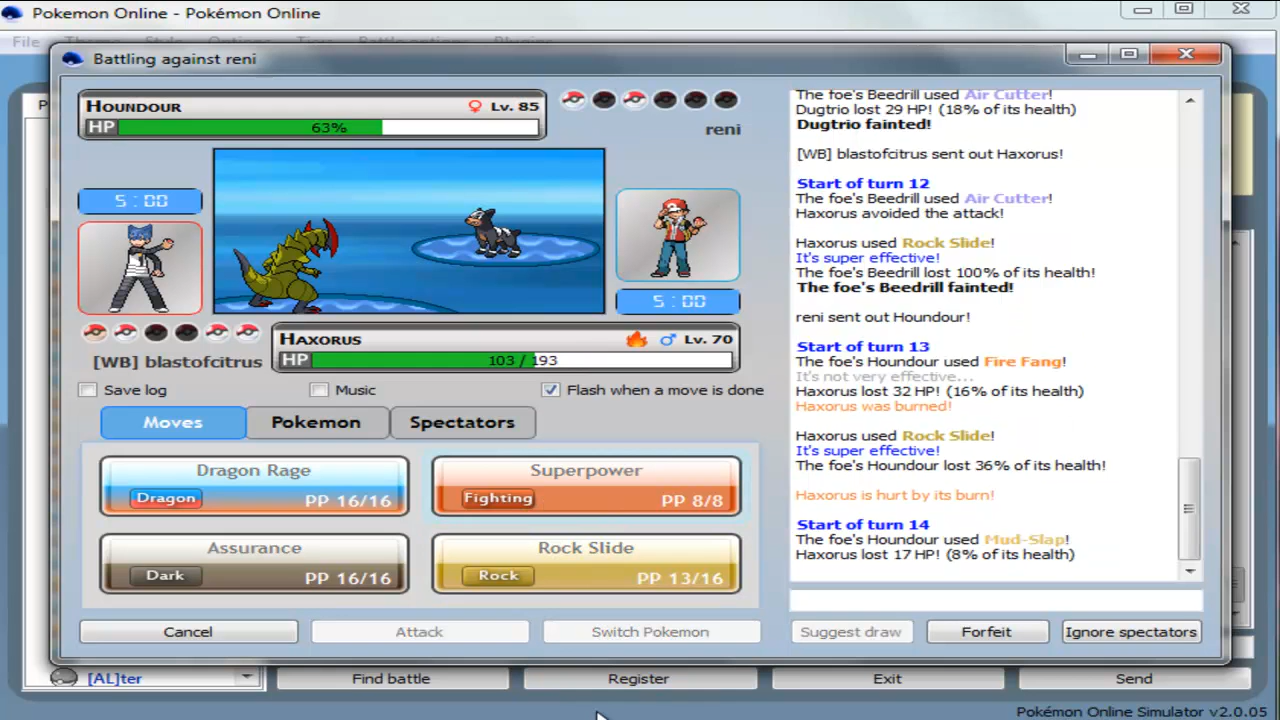 Pokemon Online - Pokémon Online
File
Battling against reni
HOUNDOUR Lv. 85
HP 63%
reni
5:00
5:00
[WB] blastofcitrus
HAXORUS Lv. 70
HP 103 / 193
Save log Music Flash when a move is done
Moves Pokemon Spectators
Dragon Rage
Dragon PP 16/16
Superpower
Fighting PP 8/8
Assurance
Dark PP 16/16
Rock Slide
Rock PP 13/16
Cancel Attack Switch Pokemon
The foe's Beedrill used Air Cutter!
Dugtrio lost 29 HP! (18% of its health)
Dugtrio fainted!
[WB] blastofcitrus sent out Haxorus!
Start of turn 12
The foe's Beedrill used Air Cutter!
Haxorus avoided the attack!
Haxorus used Rock Slide!
It's super effective!
The foe's Beedrill lost 100% of its health!
The foe's Beedrill fainted!
reni sent out Houndour!
Start of turn 13
The foe's Houndour used Fire Fang!
It's not very effective...
Haxorus lost 32 HP! (16% of its health)
Haxorus was burned!
Haxorus used Rock Slide!
It's super effective!
The foe's Houndour lost 36% of its health!
Haxorus is hurt by its burn!
Start of turn 14
The foe's Houndour used Mud-Slap!
Haxorus lost 17 HP! (8% of its health)
Suggest draw Forfeit Ignore spectators
[AL]ter Find battle Register Exit Send
Pokémon Online Simulator v2.0.05